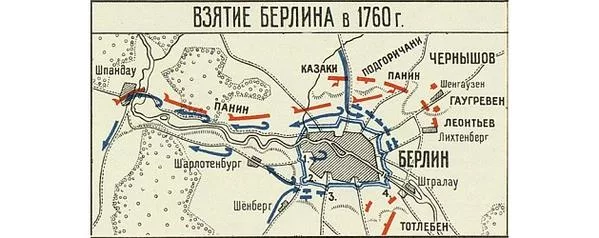 ВЗЯТИЕ БЕРЛИНА в 1760 г.
ЧЕРНЫШОВ
ПОДГОРИЧАНИ
КАЗАКИ
ПАНИН
Шпандау
Шенгаузен
ГАУГРЕВЕН
ПАНИН
ЛЕОНТЬЕВ
Лихтенберг
Шарлотенбург
1.
БЕРЛИН
2.
Штралау
Шёнберг
3.
4.
ТОТЛЕБЕН